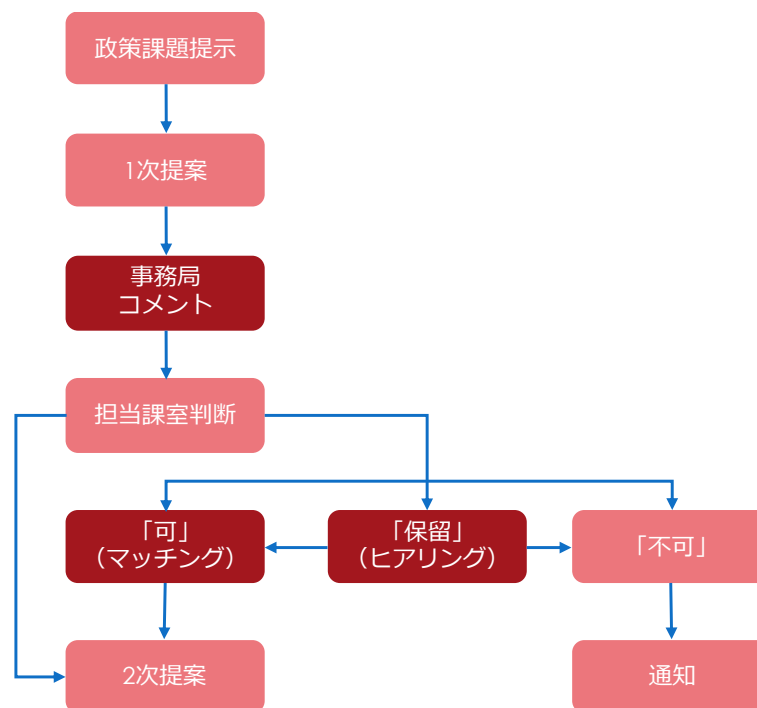 政策課題提示
1次提案
事務局
コメント
担当課室判断
「可」
（マッチング）
「保留」
（ヒアリング）
「不可」
2次提案
通知